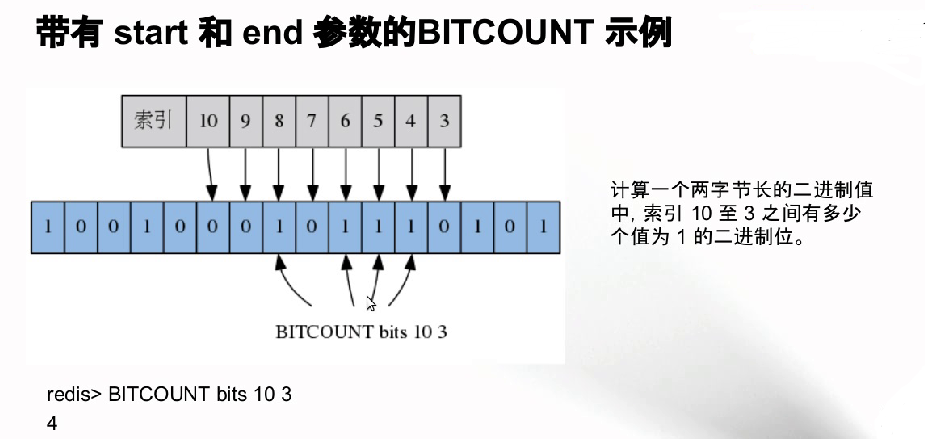 带有 start 和 end 参数的BITCOUNT 示例
索引 10 9 8 7 6 5 4 3
1 0 0 1 0 0 0 1 0 1 1 1 0 1 0 1
BITCOUNT bits 10 3
计算一个两字节长的二进制值
中, 索引 10 至 3 之间有多少
个值为 1 的二进制位。
redis> BITCOUNT bits 10 3
4